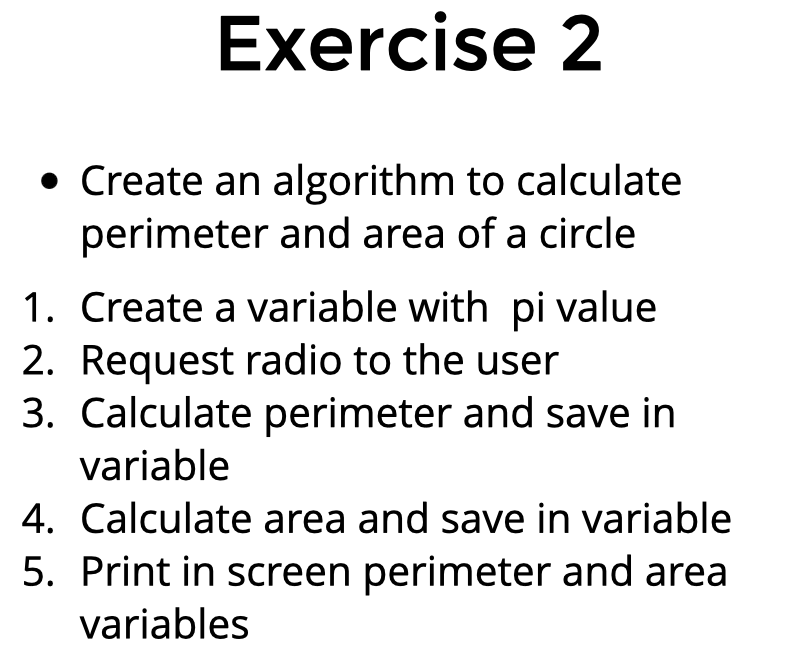 Exercise 2
• Create an algorithm to calculate
perimeter and area of a circle
1. Create a variable with  pi value
2. Request radio to the user
3. Calculate perimeter and save in
variable
4. Calculate area and save in variable
5. Print in screen perimeter and area
variables